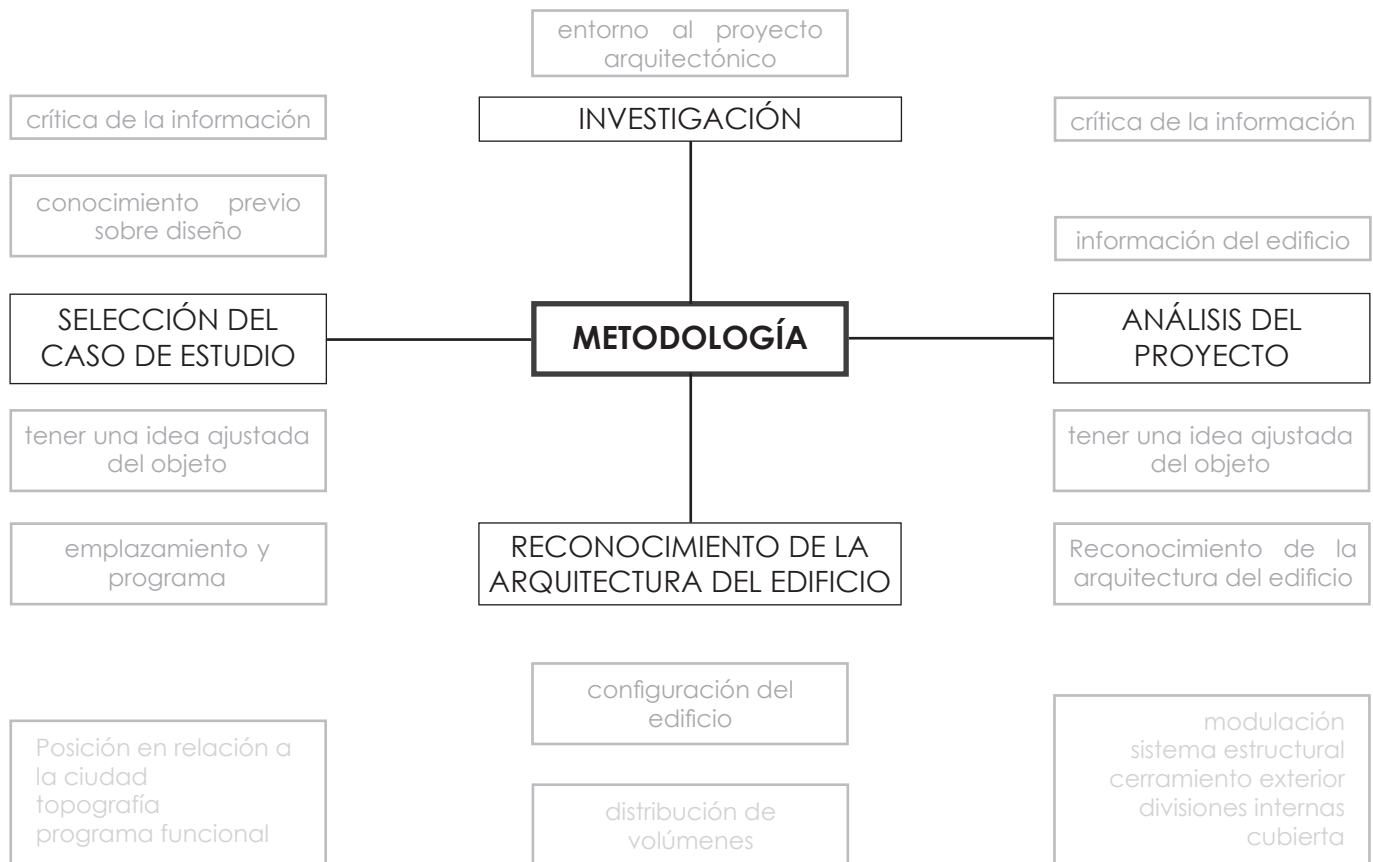 entorno al proyecto
arquitectónico
INVESTIGACIÓN
crítica de la información
crítica de la información
conocimiento previo
sobre diseño
información del edificio
SELECCIÓN DEL
CASO DE ESTUDIO
METODOLOGÍA
ANÁLISIS DEL
PROYECTO
tener una idea ajustada
del objeto
tener una idea ajustada
del objeto
emplazamiento y
programa
RECONOCIMIENTO DE LA
ARQUITECTURA DEL EDIFICIO
Reconocimiento de la
arquitectura del edificio
configuración del
edificio
Posición en relación a
la ciudad
topografía
programa funcional
distribución de
volúmenes
modulación
sistema estructural
cerramiento exterior
divisiones internas
cubierta